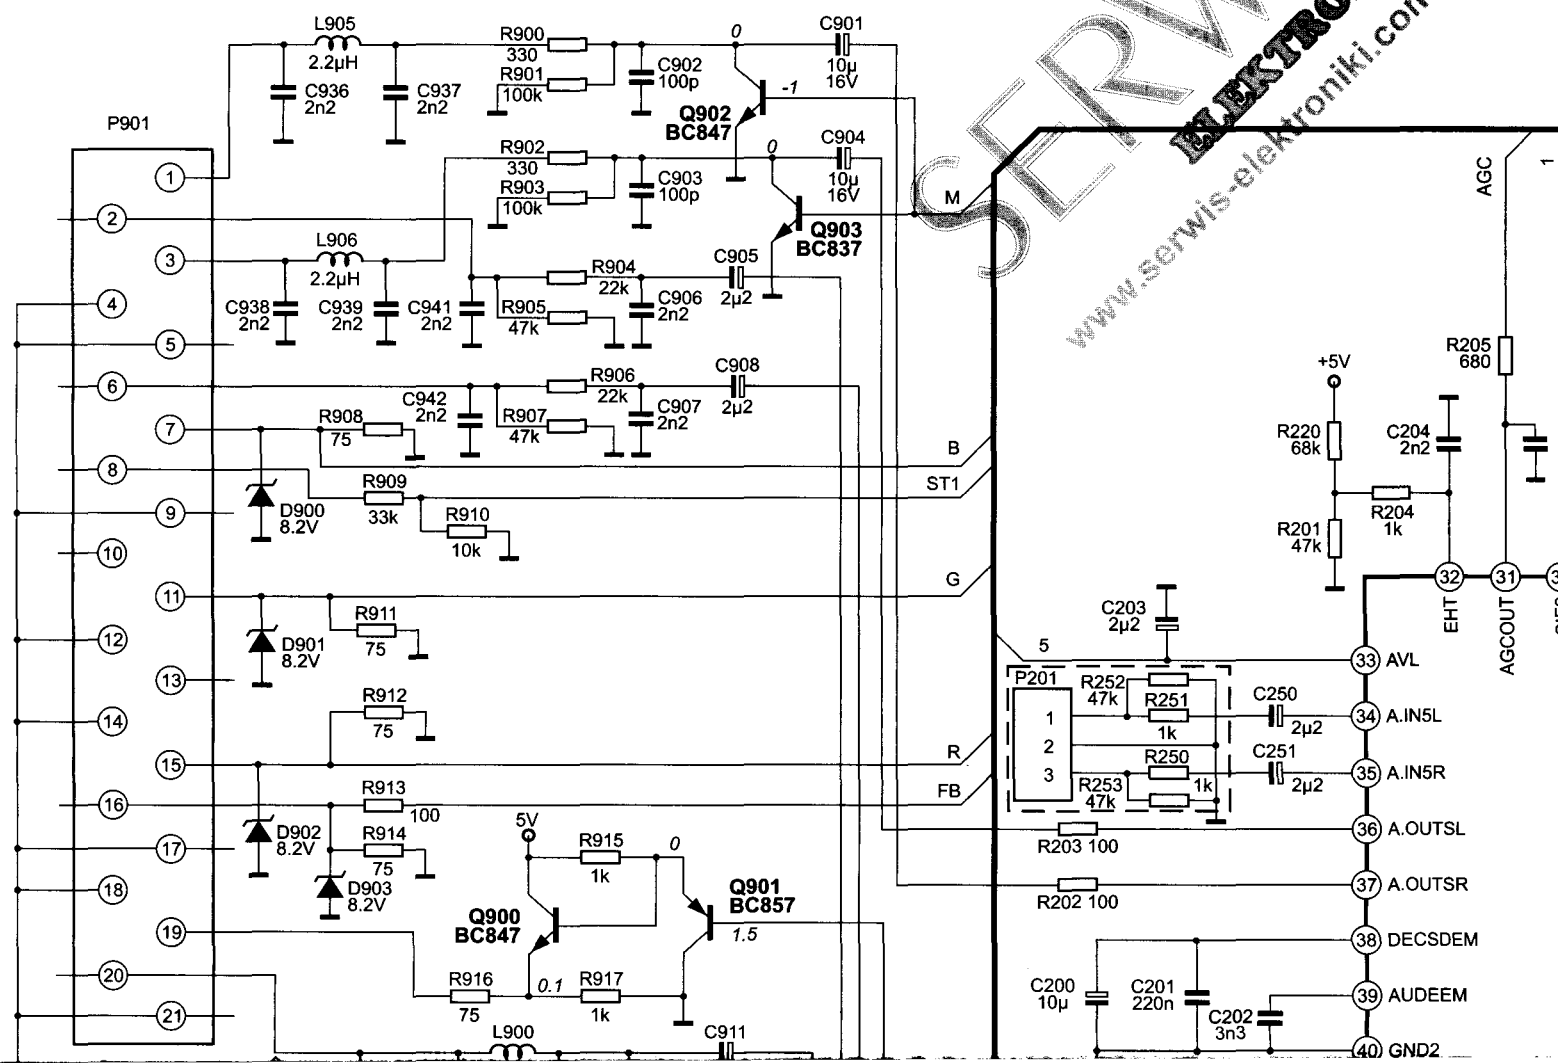 SERW
ELEKTRO
www.serwis-elektroniki.com
P901
1
2
3
4
5
6
7
8
9
10
11
12
13
14
15
16
17
18
19
20
21
L905
2.2µH
C936
2n2
C937
2n2
R900
330
R901
100k
C902
100p
0
C901
10µ
16V
-1
Q902
BC847
R902
330
R903
100k
C903
100p
0
C904
10µ
16V
Q903
BC837
M
L906
2.2µH
C938
2n2
C939
2n2
C941
2n2
R904
22k
R905
47k
C906
2n2
C905
2µ2
R906
22k
C942
2n2
R907
47k
C907
2n2
C908
2µ2
R908
75
B
ST1
D900
8.2V
R909
33k
R910
10k
G
D901
8.2V
R911
75
R912
75
R
FB
D902
8.2V
R913
100
R914
75
D903
8.2V
5V
R915
1k
0
Q901
BC857
1.5
Q900
BC847
R916
75
0.1
R917
1k
L900
C911
AGC
1
R205
680
+5V
R220
68k
C204
2n2
R204
1k
R201
47k
32
31
3
EHT
AGCOUT
C203
2µ2
5
33 AVL
P201
1
2
3
R252
47k
R251
1k
C250
2µ2
34 A.IN5L
R250
1k
R253
47k
C251
2µ2
35 A.IN5R
R203 100
36 A.OUTSL
R202 100
37 A.OUTSR
38 DECSDEM
C200
10µ
C201
220n
C202
3n3
39 AUDEEM
40 GND2